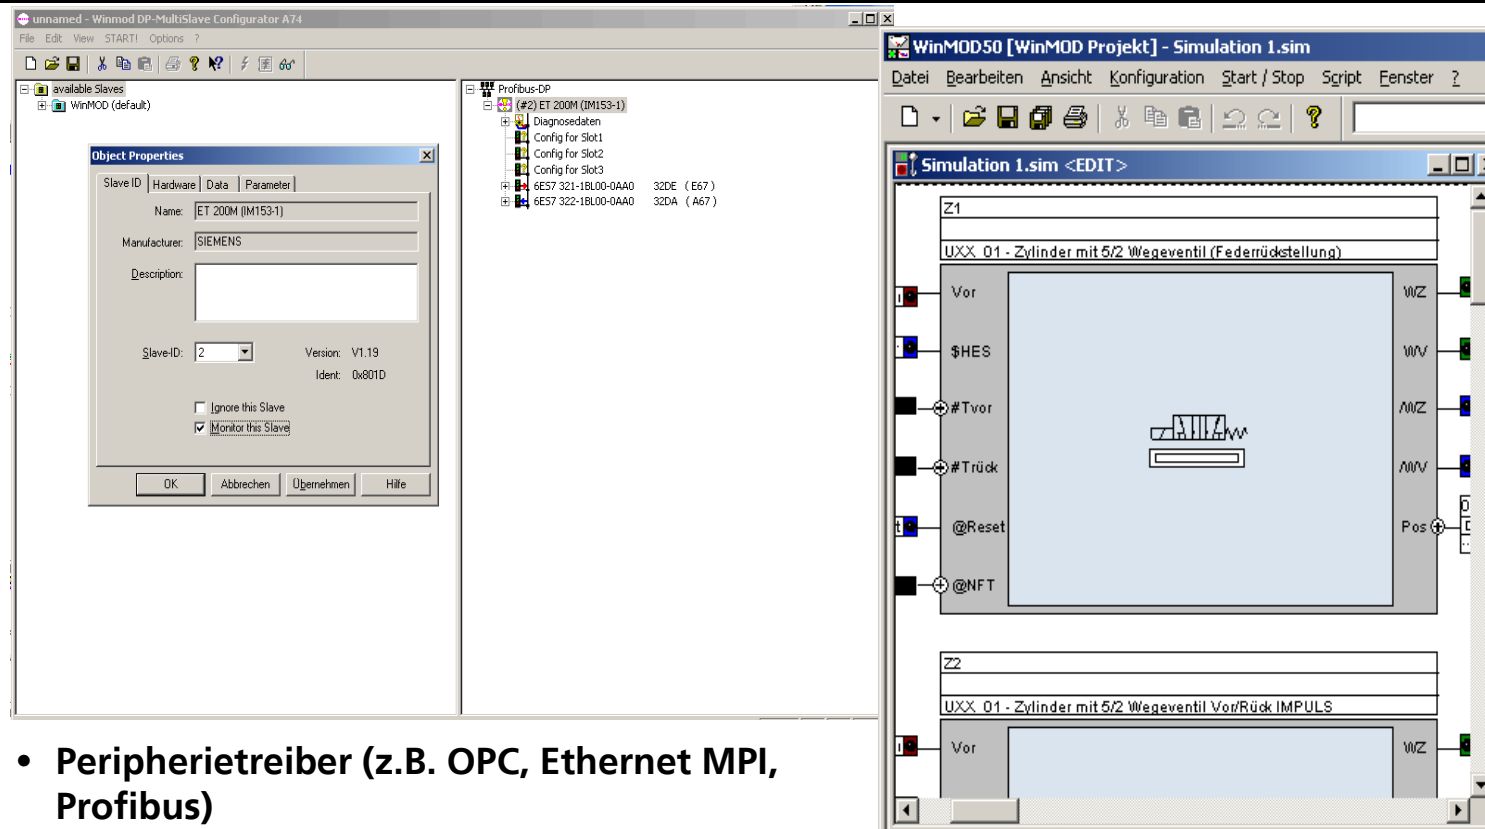 unnamed - Winmod DP-MultiSlave Configurator A74
File Edit View START! Options ?
available Slaves
WinMOD (default)
Object Properties
Slave ID Hardware Data Parameter
Name: ET 200M (IM153-1)
Manufacturer: SIEMENS
Description:
Slave-ID: 2 Version: V1.19
Ident: 0x801D
Ignore this Slave
Monitor this Slave
OK Abbrechen Übernehmen Hilfe
Profibus-DP
(#2) ET 200M (IM153-1)
Diagnosedaten
Config for Slot1
Config for Slot2
Config for Slot3
6ES7 321-1BL00-0AA0 32DE ( E67 )
6ES7 322-1BL00-0AA0 32DA ( A67 )
WinMOD50 [WinMOD Projekt] - Simulation 1.sim
Datei Bearbeiten Ansicht Konfiguration Start / Stop Script Fenster ?
Simulation 1.sim <EDIT>
Z1
UXX_01 - Zylinder mit 5/2 Wegeventil (Federrückstellung)
Vor WZ
$HES WV
#Tvor /WZ
#Trück /WV
@Reset Pos
@NFT
Z2
UXX_01 - Zylinder mit 5/2 Wegeventil Vor/Rück IMPULS
Vor WZ
• Peripherietreiber (z.B. OPC, Ethernet MPI,
Profibus)